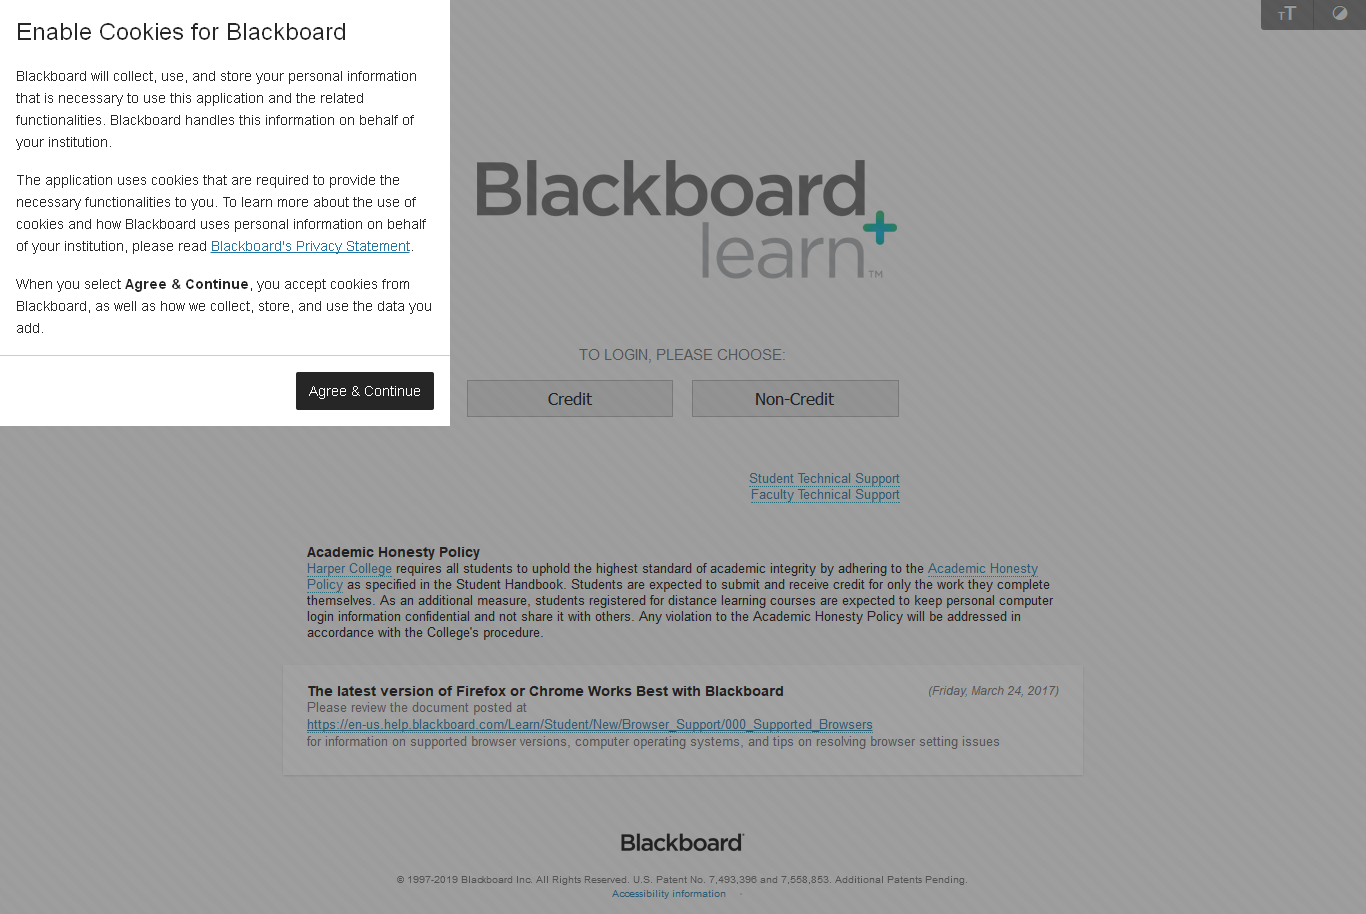 Enable Cookies for Blackboard
Blackboard will collect, use, and store your personal information
that is necessary to use this application and the related
functionalities. Blackboard handles this information on behalf of
your institution.
The application uses cookies that are required to provide the
necessary functionalities to you. To learn more about the use of
cookies and how Blackboard uses personal information on behalf
of your institution, please read Blackboard's Privacy Statement.
When you select Agree & Continue, you accept cookies from
Blackboard, as well as how we collect, store, and use the data you
add.
Agree & Continue
TT
Blackboard
learn+™
TO LOGIN, PLEASE CHOOSE:
Credit
Non-Credit
Student Technical Support
Faculty Technical Support
Academic Honesty Policy
Harper College requires all students to uphold the highest standard of academic integrity by adhering to the Academic Honesty
Policy as specified in the Student Handbook. Students are expected to submit and receive credit for only the work they complete
themselves. As an additional measure, students registered for distance learning courses are expected to keep personal computer
login information confidential and not share it with others. Any violation to the Academic Honesty Policy will be addressed in
accordance with the College's procedure.
The latest version of Firefox or Chrome Works Best with Blackboard
(Friday, March 24, 2017)
Please review the document posted at
https://en-us.help.blackboard.com/Learn/Student/New/Browser_Support/000_Supported_Browsers
for information on supported browser versions, computer operating systems, and tips on resolving browser setting issues
Blackboard
© 1997-2019 Blackboard Inc. All Rights Reserved. U.S. Patent No. 7,493,396 and 7,558,853. Additional Patents Pending.
Accessibility information